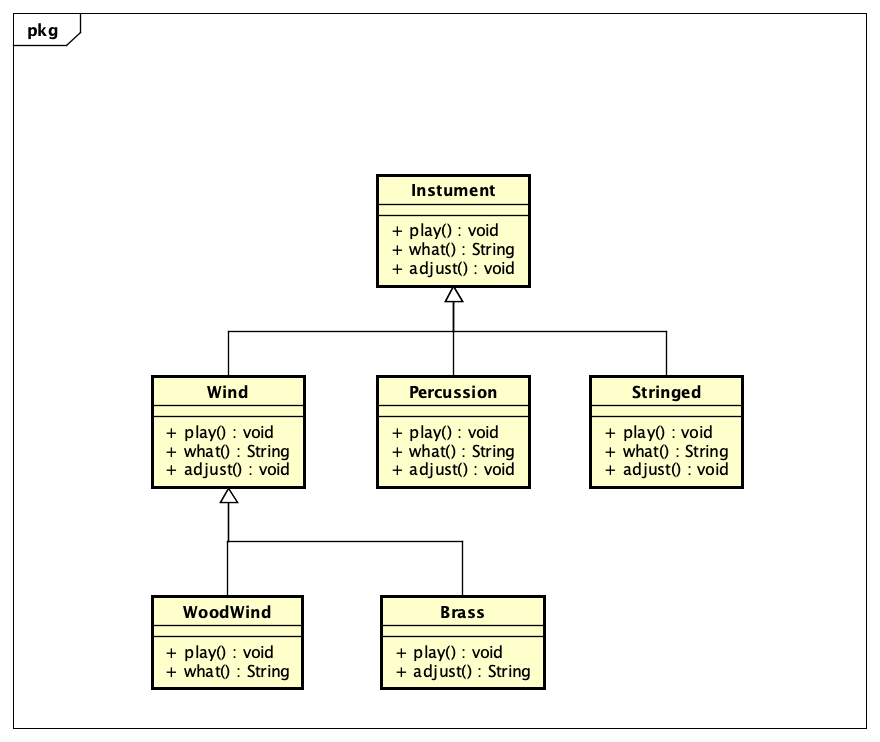 pkg
Instument
+ play() : void
+ what() : String
+ adjust() : void
Wind
+ play() : void
+ what() : String
+ adjust() : void
Percussion
+ play() : void
+ what() : String
+ adjust() : void
Stringed
+ play() : void
+ what() : String
+ adjust() : void
WoodWind
+ play() : void
+ what() : String
Brass
+ play() : void
+ adjust() : String